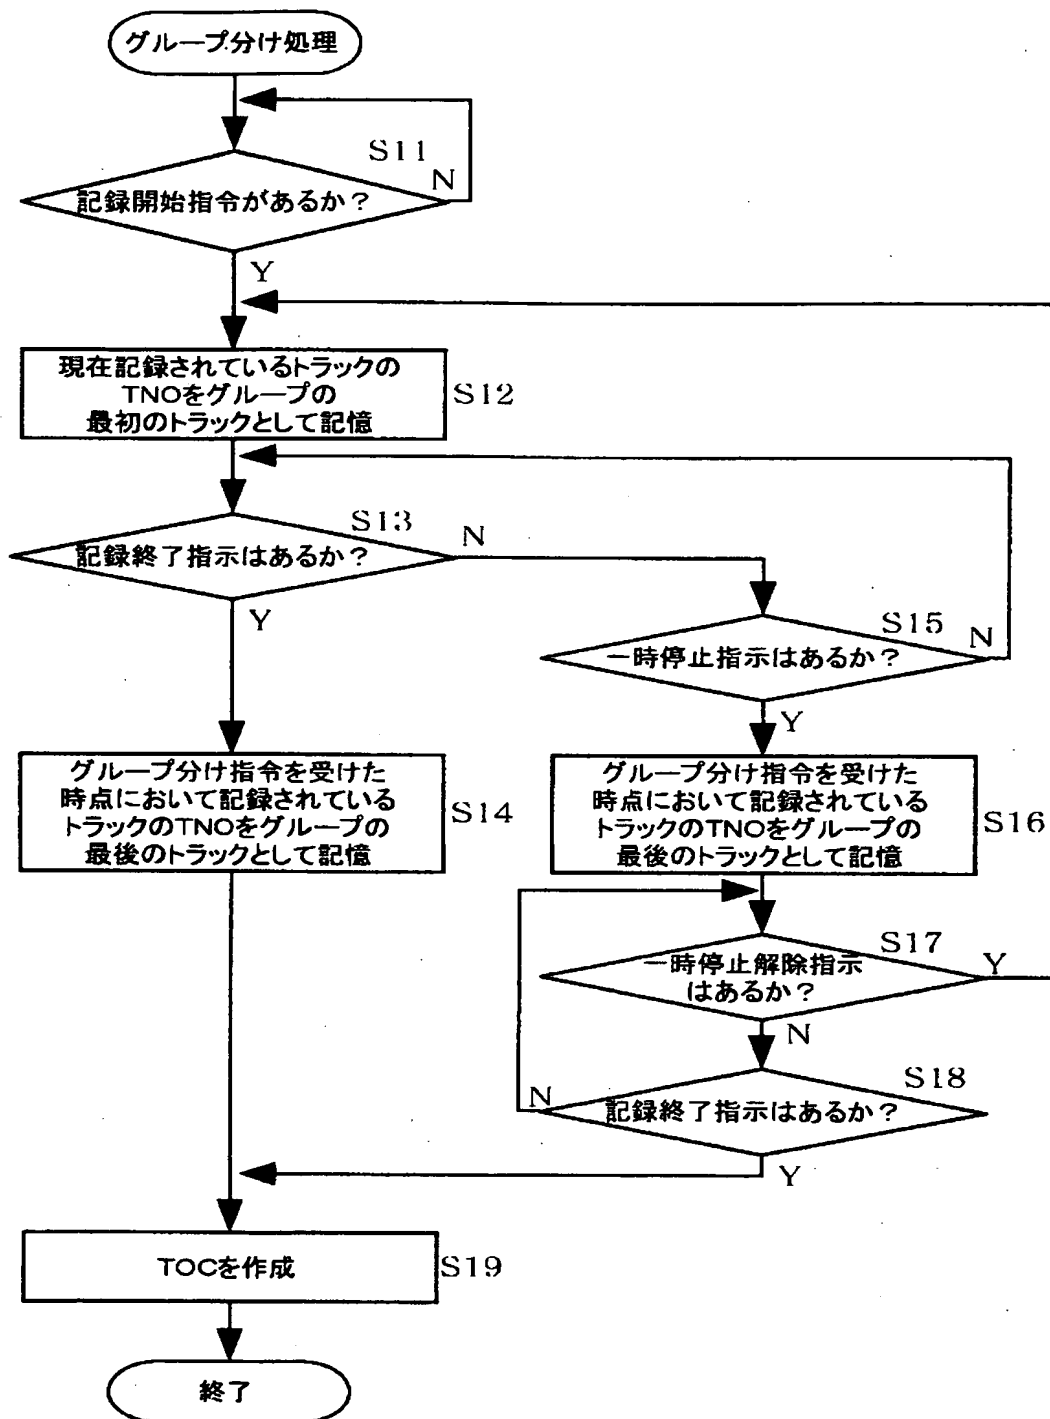 グループ分け処理
S11
N
記録開始指令があるか？
Y
現在記録されているトラックの
TNOをグループの
最初のトラックとして記憶
S12
S13
N
記録終了指示はあるか？
Y
S15
N
一時停止指示はあるか？
Y
グループ分け指令を受けた
時点において記録されている
トラックのTNOをグループの
最後のトラックとして記憶
S14
グループ分け指令を受けた
時点において記録されている
トラックのTNOをグループの
最後のトラックとして記憶
S16
S17
一時停止解除指示
はあるか？
Y
N
S18
N
記録終了指示はあるか？
Y
TOCを作成
S19
終了